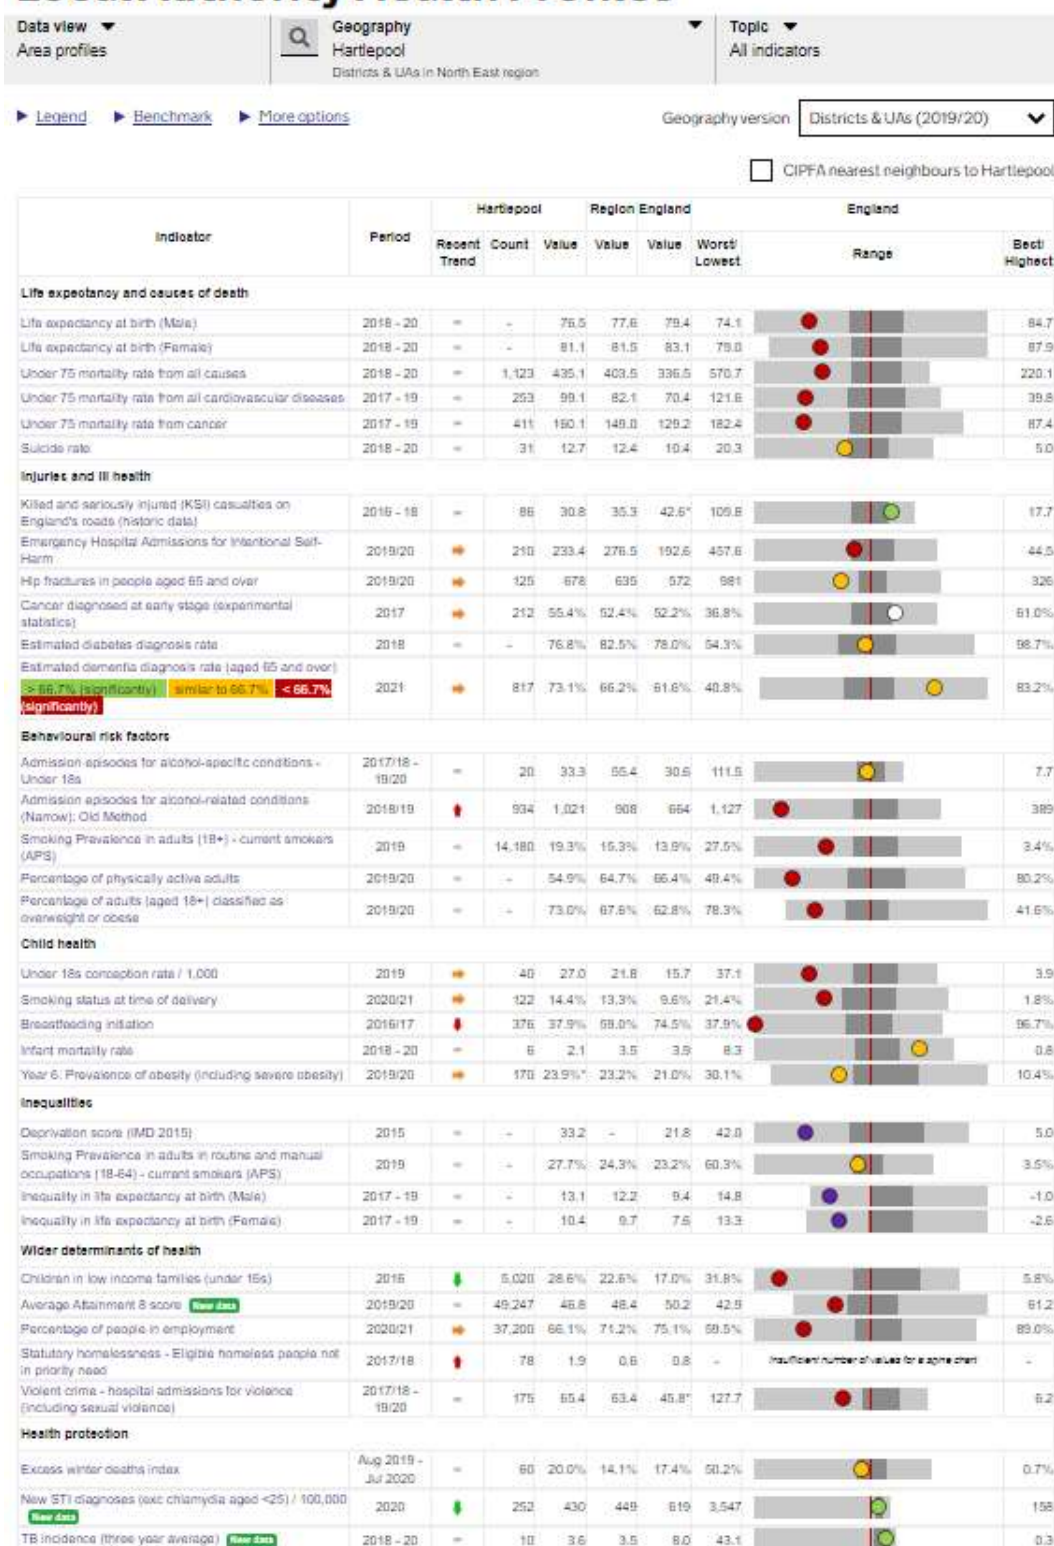 Data view
Area profiles
Geography
Hartlepool
Districts & UAs in North East region
Topic
All indicators
Legend Benchmark More options
Geography version Districts & UAs (2019/20)
CIPFA nearest neighbours to Hartlepool
Hartlepool Region England England
Indicator Period Recent Trend Count Value Value Value Worst/ Lowest Range Best/ Highest
Life expectancy and causes of death
Life expectancy at birth (Male) 2018 - 20 – - 76.5 77.6 79.4 74.1 84.7
Life expectancy at birth (Female) 2018 - 20 – - 81.1 81.5 83.1 79.0 87.9
Under 75 mortality rate from all causes 2018 - 20 – 1,123 435.1 403.5 336.5 570.7 220.1
Under 75 mortality rate from all cardiovascular diseases 2017 - 19 – 253 99.1 82.1 70.4 121.6 39.8
Under 75 mortality rate from cancer 2017 - 19 – 411 160.1 149.0 129.2 182.4 87.4
Suicide rate 2018 - 20 – 31 12.7 12.4 10.4 20.3 5.0
Injuries and ill health
Killed and seriously injured (KSI) casualties on
England's roads (historic data) 2016 - 18 – 86 30.8 35.3 42.6* 109.8 17.7
Emergency Hospital Admissions for Intentional Self-
Harm 2019/20 210 233.4 276.5 192.6 457.6 44.5
Hip fractures in people aged 65 and over 2019/20 125 678 635 572 981 326
Cancer diagnosed at early stage (experimental
statistics) 2017 212 55.4% 52.4% 52.2% 36.8% 61.0%
Estimated diabetes diagnosis rate 2018 – - 76.8% 82.5% 78.0% 54.3% 98.7%
Estimated dementia diagnosis rate (aged 65 and over)
> 66.7% (significantly) similar to 66.7% < 66.7%
(significantly) 2021 817 73.1% 66.2% 61.6% 40.8% 83.2%
Behavioural risk factors
Admission episodes for alcohol-specific conditions -
Under 18s 2017/18 - 19/20 – 20 33.3 55.4 30.6 111.5 7.7
Admission episodes for alcohol-related conditions
(Narrow): Old Method 2018/19 934 1,021 908 664 1,127 389
Smoking Prevalence in adults (18+) - current smokers
(APS) 2019 – 14,180 19.3% 15.3% 13.9% 27.5% 3.4%
Percentage of physically active adults 2019/20 – - 54.9% 64.7% 66.4% 49.4% 80.2%
Percentage of adults (aged 18+) classified as
overweight or obese 2019/20 – - 73.0% 67.6% 62.8% 78.3% 41.6%
Child health
Under 18s conception rate / 1,000 2019 40 27.0 21.8 15.7 37.1 3.9
Smoking status at time of delivery 2020/21 122 14.4% 13.3% 9.6% 21.4% 1.8%
Breastfeeding initiation 2016/17 376 37.9% 59.0% 74.5% 37.9% 96.7%
Infant mortality rate 2018 - 20 – 6 2.1 3.5 3.9 8.3 0.8
Year 6: Prevalence of obesity (including severe obesity) 2019/20 170 23.9%* 23.2% 21.0% 30.1% 10.4%
Inequalities
Deprivation score (IMD 2015) 2015 – - 33.2 - 21.8 42.0 5.0
Smoking Prevalence in adults in routine and manual
occupations (18-64) - current smokers (APS) 2019 – - 27.7% 24.3% 23.2% 60.3% 3.5%
Inequality in life expectancy at birth (Male) 2017 - 19 – - 13.1 12.2 9.4 14.8 -1.0
Inequality in life expectancy at birth (Female) 2017 - 19 – - 10.4 9.7 7.6 13.3 -2.6
Wider determinants of health
Children in low income families (under 16s) 2016 5,020 28.6% 22.6% 17.0% 31.8% 5.8%
Average Attainment 8 score New data 2019/20 – 49,247 46.8 48.4 50.2 42.9 61.2
Percentage of people in employment 2020/21 37,200 66.1% 71.2% 75.1% 59.5% 89.0%
Statutory homelessness - Eligible homeless people not
in priority need 2017/18 78 1.9 0.6 0.8 - Insufficient number of values for a spine chart -
Violent crime - hospital admissions for violence
(including sexual violence) 2017/18 - 19/20 – 175 65.4 63.4 45.8* 127.7 6.2
Health protection
Excess winter deaths index Aug 2019 - Jul 2020 – 60 20.0% 14.1% 17.4% 50.2% 0.7%
New STI diagnoses (exc chlamydia aged <25) / 100,000
New data 2020 252 430 449 619 3,547 158
TB incidence (three year average) New data 2018 - 20 – 10 3.6 3.5 8.0 43.1 0.3